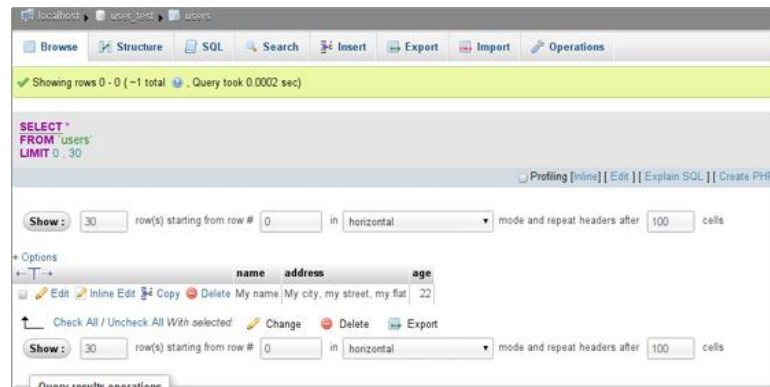 localhost ▸ user_test ▸ users
Browse Structure SQL Search Insert Export Import Operations
Showing rows 0 - 0 ( ~1 total , Query took 0.0002 sec)
SELECT *
FROM `users`
LIMIT 0 , 30
Profiling [Inline] [ Edit ] [ Explain SQL ] [ Create PHP
Show : 30 row(s) starting from row # 0 in horizontal mode and repeat headers after 100 cells
+ Options
←T→ name address age
Edit Inline Edit Copy Delete My name My city, my street, my flat 22
Check All / Uncheck All With selected: Change Delete Export
Show : 30 row(s) starting from row # 0 in horizontal mode and repeat headers after 100 cells
Query results operations